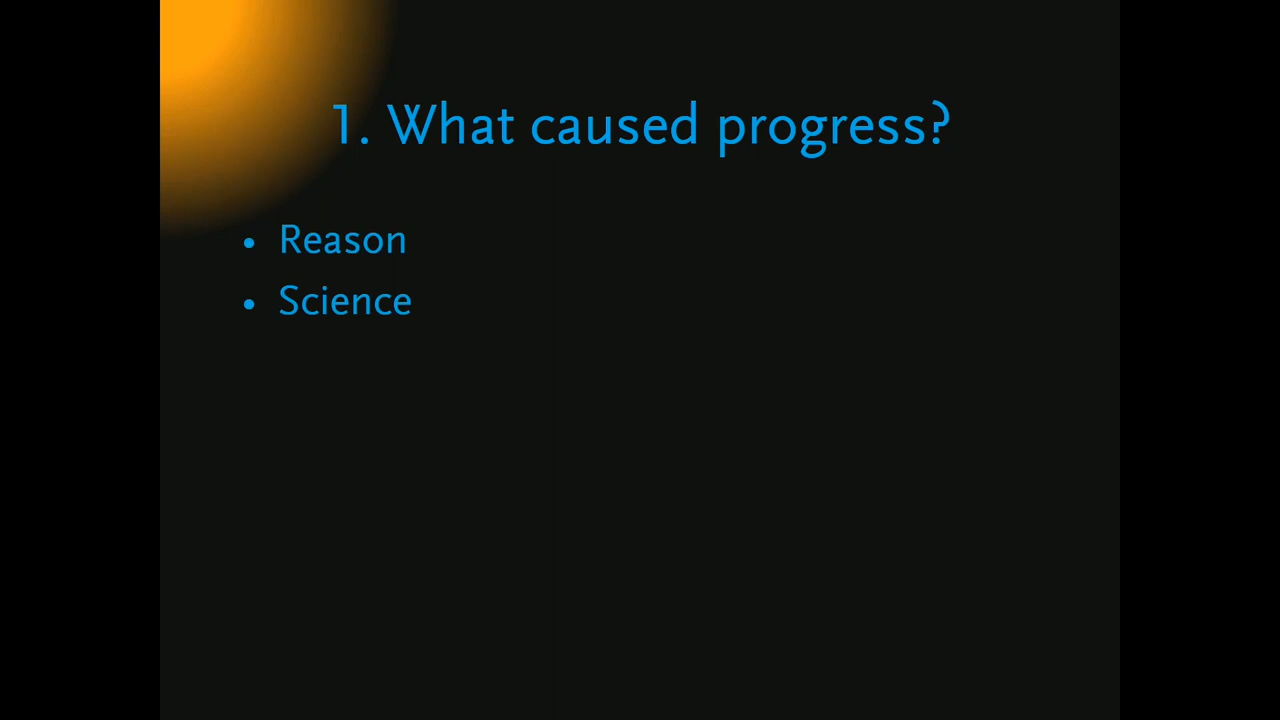 1. What caused progress?
• Reason
• Science